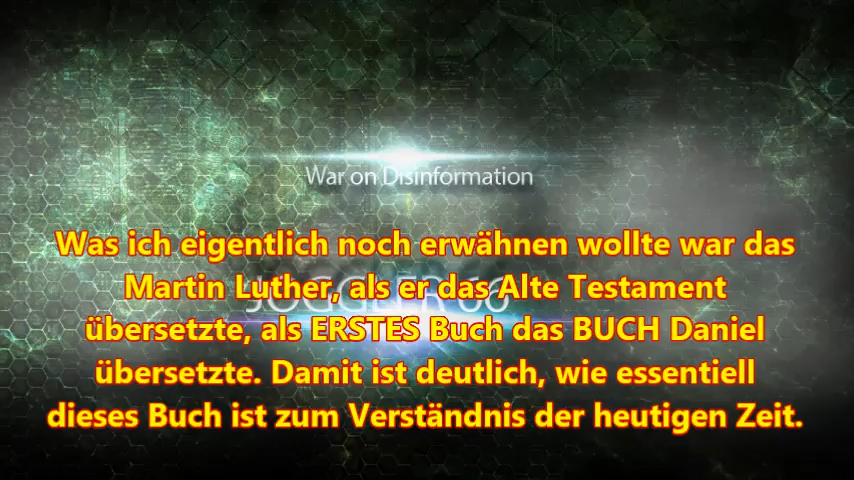 War on Disinformation
Was ich eigentlich noch erwähnen wollte war das
Martin Luther, als er das Alte Testament
JOGGLER66
übersetzte, als ERSTES Buch das BUCH Daniel
übersetzte. Damit ist deutlich, wie essentiell
dieses Buch ist zum Verständnis der heutigen Zeit.